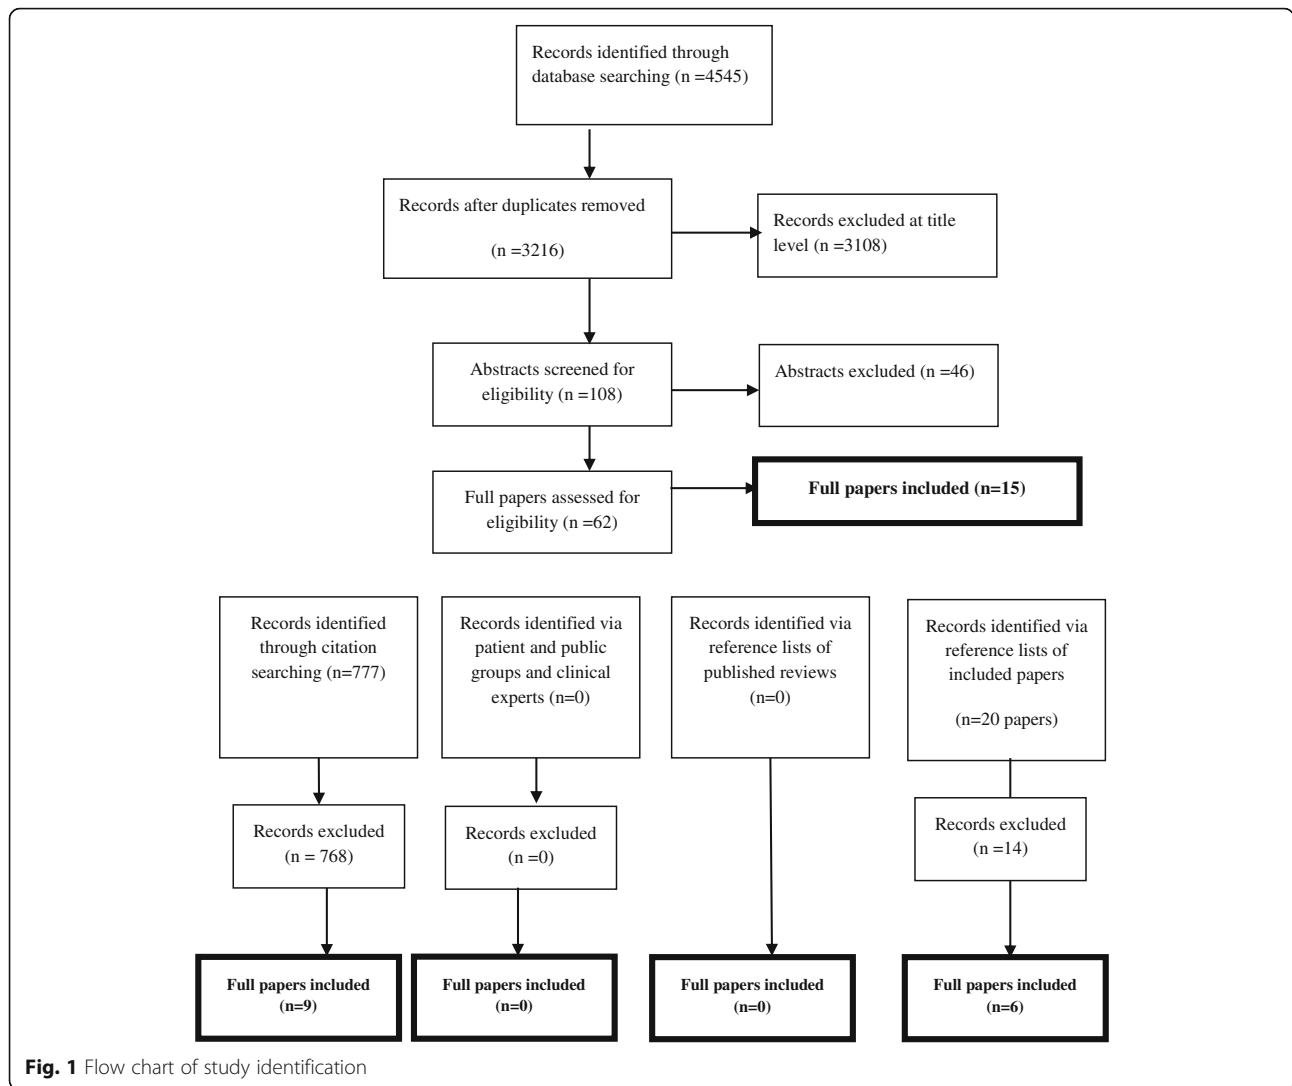 Records identified through
database searching (n =4545)
Records after duplicates removed
(n =3216)
Records excluded at title
level (n =3108)
Abstracts screened for
eligibility (n =108)
Abstracts excluded (n =46)
Full papers assessed for
eligibility (n =62)
Full papers included (n=15)
Records identified
through citation
searching (n=777)
Records identified via
patient and public
groups and clinical
experts (n=0)
Records identified via
reference lists of
published reviews
(n=0)
Records identified via
reference lists of
included papers
(n=20 papers)
Records excluded
(n = 768)
Records excluded
(n =0)
Records excluded
(n =14)
Full papers included
(n=9)
Full papers included
(n=0)
Full papers included
(n=0)
Full papers included
(n=6)
Fig. 1 Flow chart of study identification